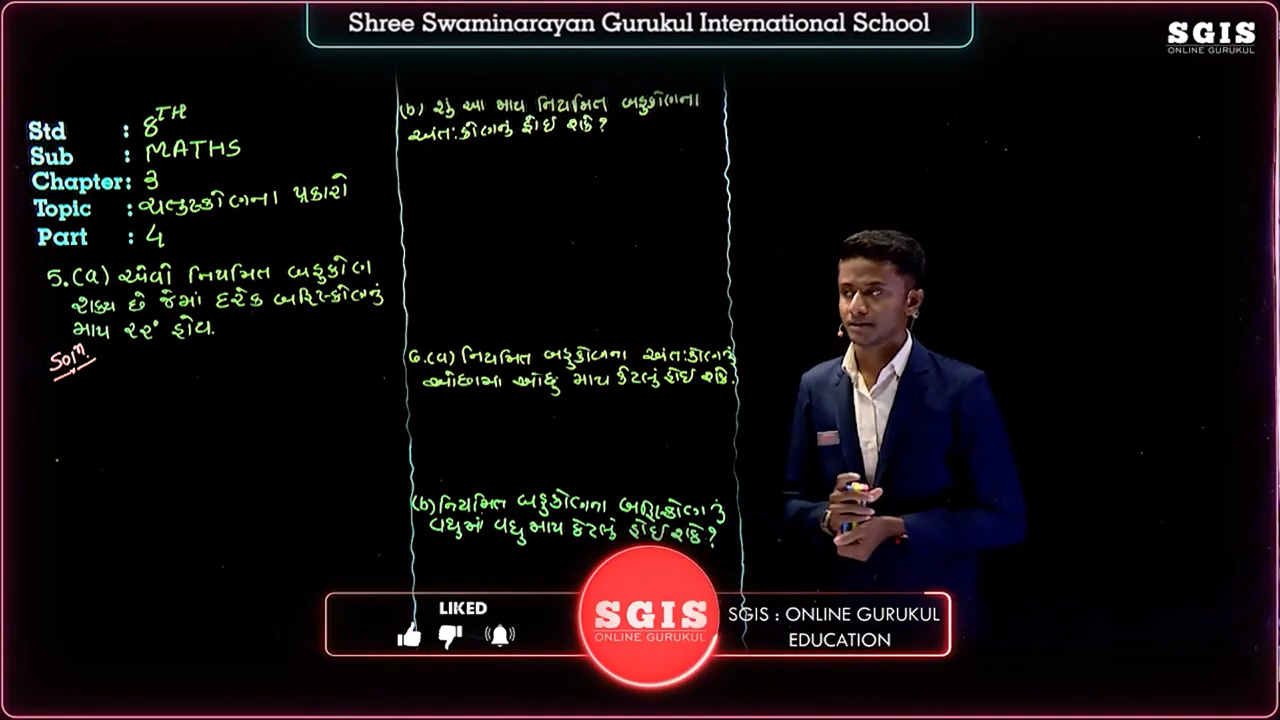 Shree Swaminarayan Gurukul International School
SGIS
ONLINE GURUKUL
Std : 8TH
Sub : MATHS
Chapter: 3
Topic : ચતુષ્કોણના પ્રકારો
Part : 4
5.(a) એવો નિયમિત બહુકોણ
શક્ય છે જેમાં દરેક બહિષ્કોણનું
માપ ૨૨° હોય.
Soln.
(b) શું આ માપ નિયમિત બહુકોણના
અંતઃકોણનું હોઈ શકે?
6.(a) નિયમિત બહુકોણના અંતઃકોણનું
ઓછામાં ઓછું માપ કેટલું હોઈ શકે.
(b) નિયમિત બહુકોણના બહિષ્કોણનું
વધુમાં વધુ માપ કેટલું હોઈ શકે?
LIKED
SGIS
ONLINE GURUKUL
SGIS : ONLINE GURUKUL
EDUCATION